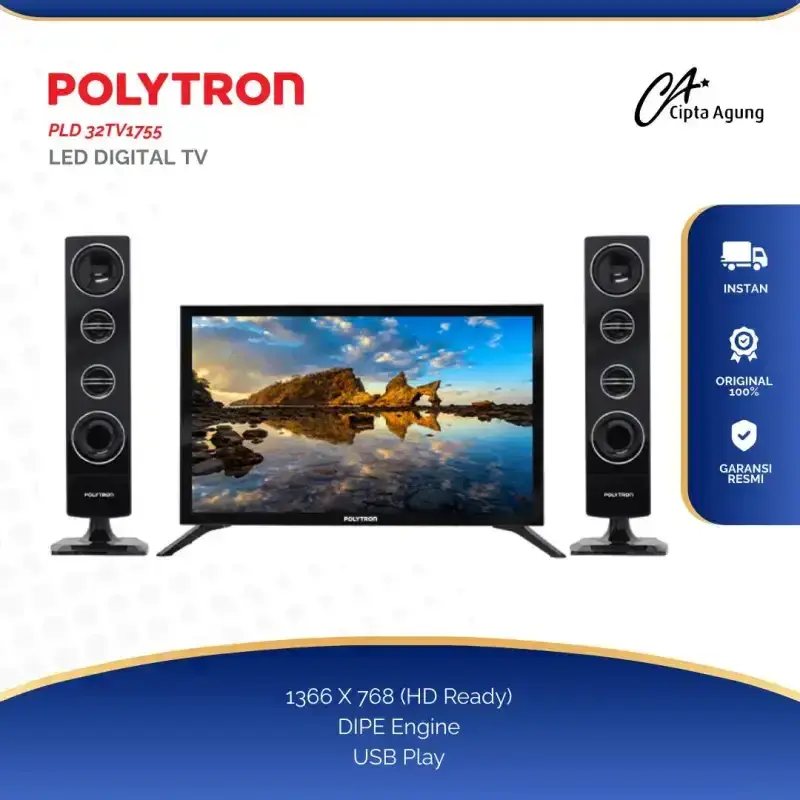 POLYTRON
PLD 32TV1755
LED DIGITAL TV
CA
Cipta Agung
INSTAN
ORIGINAL
100%
GARANSI
RESMI
POLYTRON
POLYTRON
POLYTRON
1366 X 768 (HD Ready)
DIPE Engine
USB Play